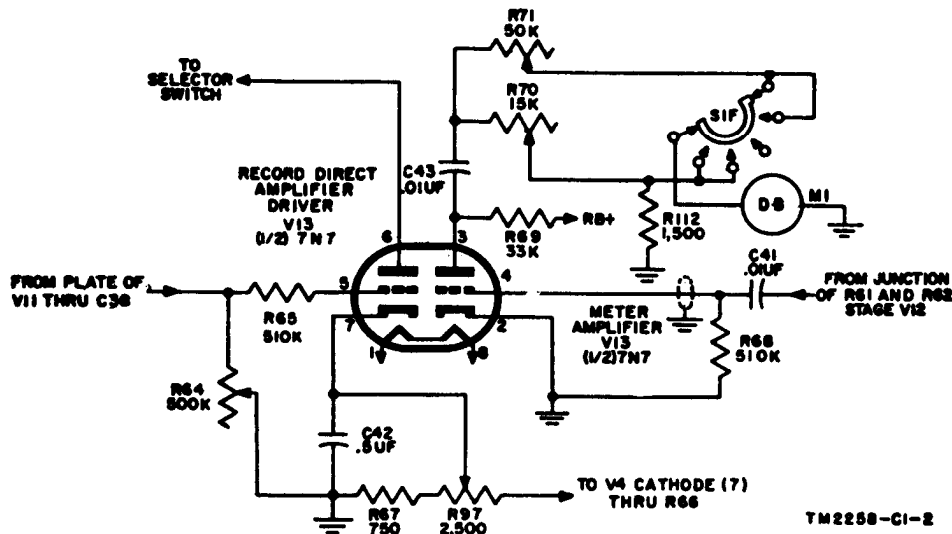 R71
50K
TO
SELECTOR
SWITCH
R70
15K
S1F
C43
.01UF
RECORD DIRECT
AMPLIFIER
DRIVER
V13
(1/2) 7N7
DB
M1
6
3
R69
33K
RB+
R112
1,500
C41
.01UF
FROM PLATE OF
V11 THRU C38
5
4
FROM JUNCTION
OF R61 AND R62
STAGE V12
R65
510K
7
2
METER
AMPLIFIER
V13
(1/2)7N7
R68
510K
1
8
R64
500K
C42
.5UF
TO V4 CATHODE (7)
THRU R66
R67
750
R97
2,500
TM2258-C1-2